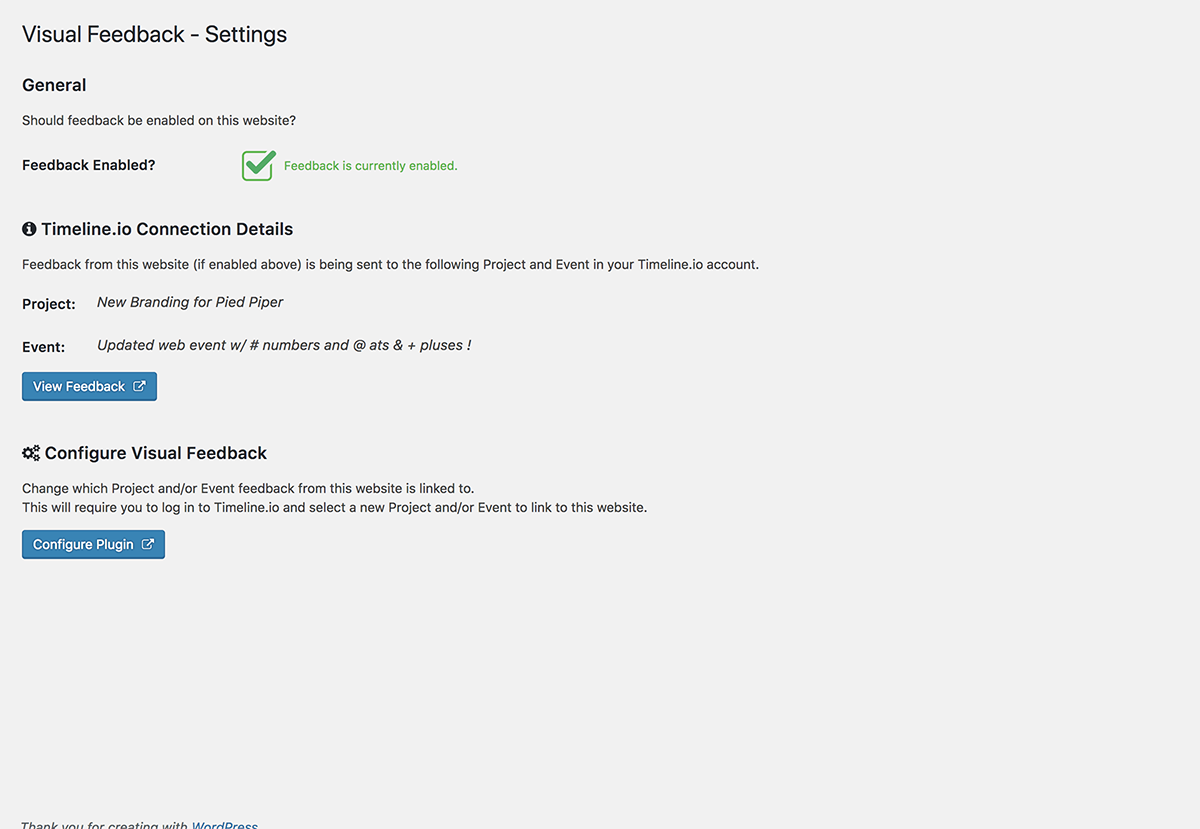 Visual Feedback - Settings
General
Should feedback be enabled on this website?
Feedback Enabled? Feedback is currently enabled.
Timeline.io Connection Details
Feedback from this website (if enabled above) is being sent to the following Project and Event in your Timeline.io account.
Project: New Branding for Pied Piper
Event: Updated web event w/ # numbers and @ ats & + pluses !
View Feedback
Configure Visual Feedback
Change which Project and/or Event feedback from this website is linked to.
This will require you to log in to Timeline.io and select a new Project and/or Event to link to this website.
Configure Plugin
Thank you for creating with WordPress